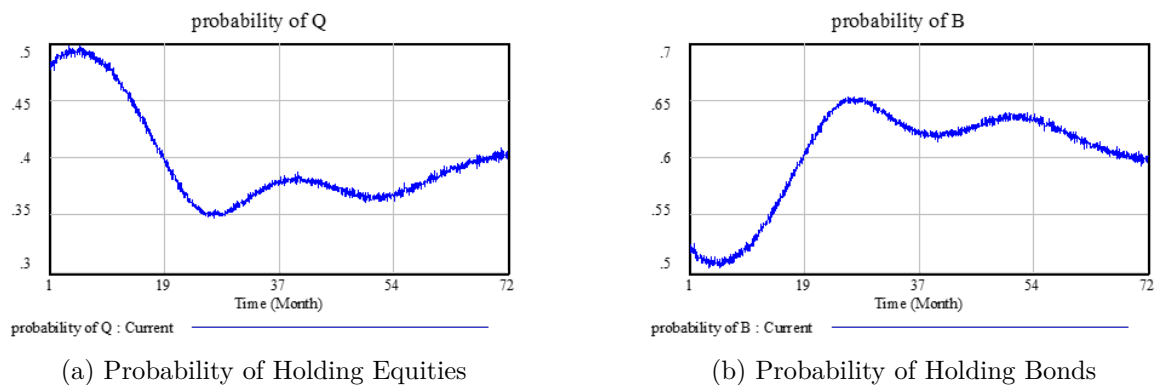 probability of Q
.5
.45
.4
.35
.3
1 19 37 54 72
Time (Month)
probability of Q : Current
(a) Probability of Holding Equities
probability of B
.7
.65
.6
.55
.5
1 19 37 54 72
Time (Month)
probability of B : Current
(b) Probability of Holding Bonds